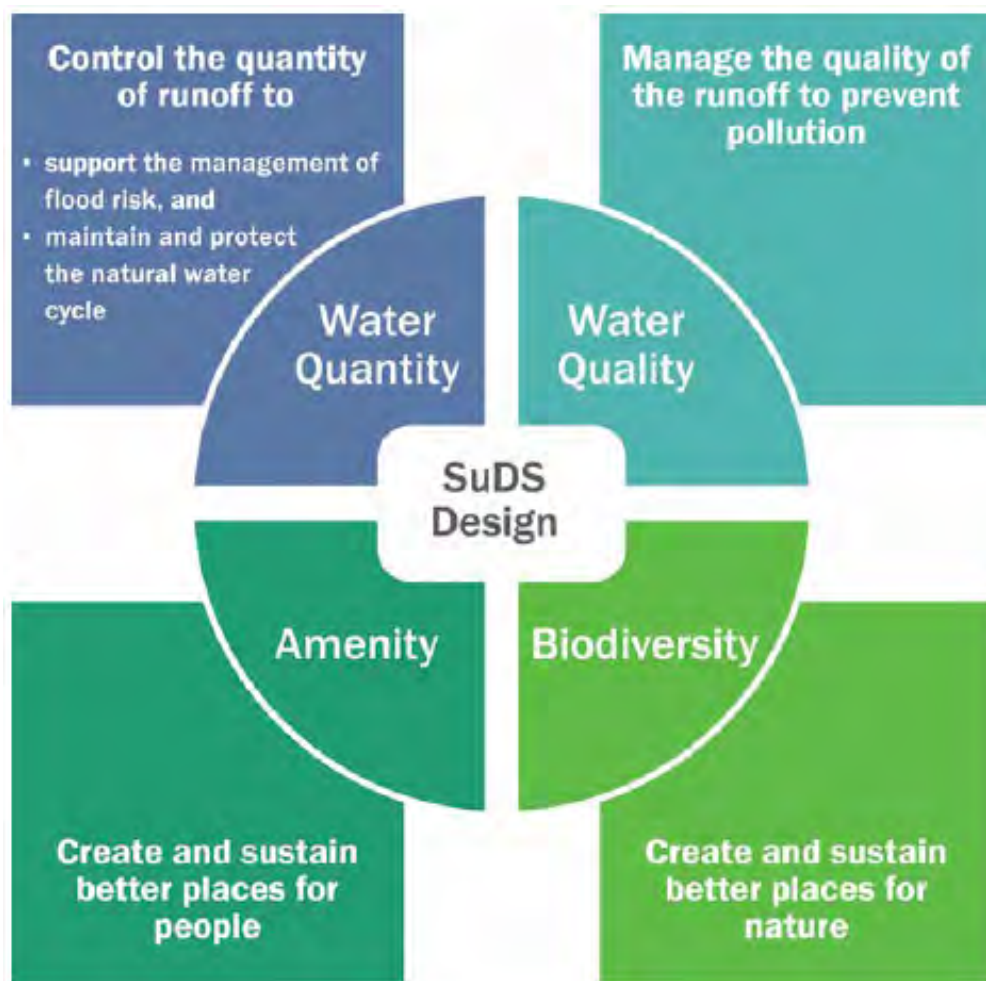 Control the quantity
of runoff to
• support the management of
flood risk, and
• maintain and protect
the natural water
cycle
Manage the quality of
the runoff to prevent
pollution
Water
Quantity
Water
Quality
SuDS
Design
Amenity
Biodiversity
Create and sustain
better places for
people
Create and sustain
better places for
nature